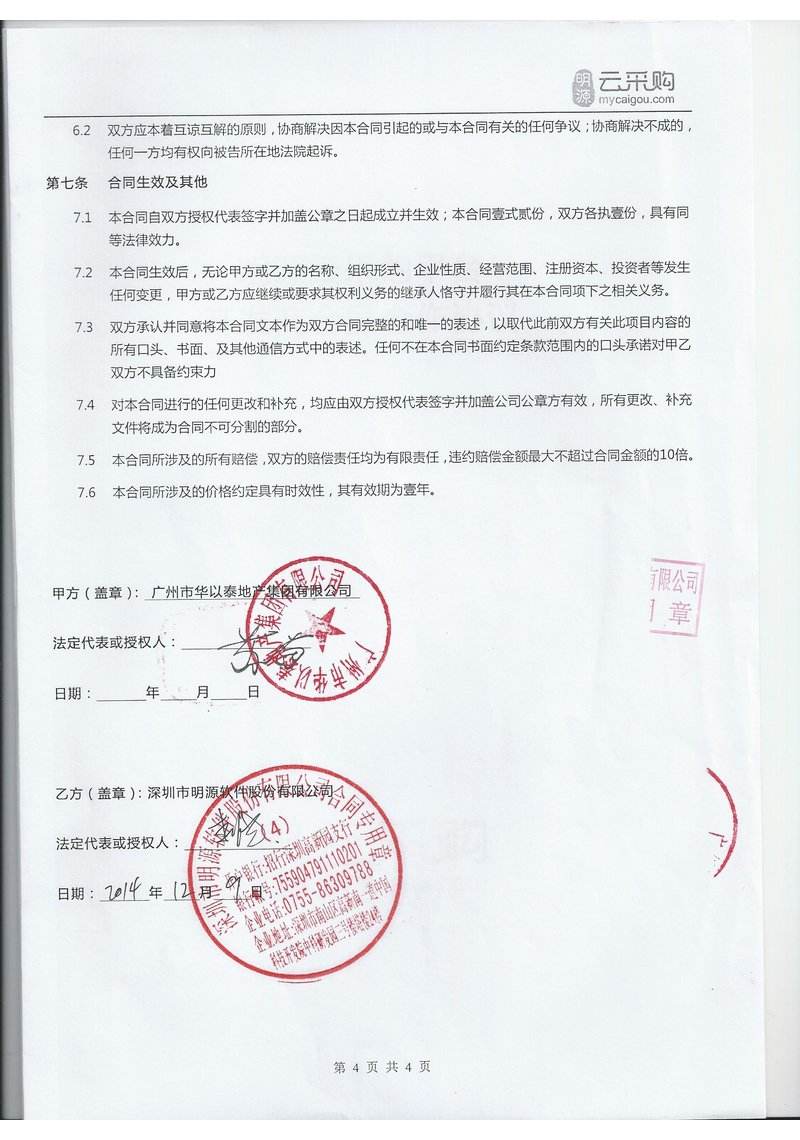 明源 云采购
mycaigou.com
6.2 双方应本着互谅互解的原则，协商解决因本合同引起的或与本合同有关的任何争议；协商解决不成的，
任何一方均有权向被告所在地法院起诉。
第七条 合同生效及其他
7.1 本合同自双方授权代表签字并加盖公章之日起成立并生效；本合同壹式贰份，双方各执壹份，具有同
等法律效力。
7.2 本合同生效后，无论甲方或乙方的名称、组织形式、企业性质、经营范围、注册资本、投资者等发生
任何变更，甲方或乙方应继续或要求其权利义务的继承人恪守并履行其在本合同项下之相关义务。
7.3 双方承认并同意将本合同文本作为双方合同完整的和唯一的表述，以取代此前双方有关此项目内容的
所有口头、书面、及其他通信方式中的表述。任何不在本合同书面约定条款范围内的口头承诺对甲乙
双方不具备约束力
7.4 对本合同进行的任何更改和补充，均应由双方授权代表签字并加盖公司公章方有效，所有更改、补充
文件将成为合同不可分割的部分。
7.5 本合同所涉及的所有赔偿，双方的赔偿责任均为有限责任，违约赔偿金额最大不超过合同金额的10倍。
7.6 本合同所涉及的价格约定具有时效性，其有效期为壹年。
有限公司
章
甲方（盖章）：广州市华以泰地产集团有限公司
广州市华以泰地产集团有限公司
法定代表或授权人：
日期：______年_____月_____日
乙方（盖章）：深圳市明源软件股份有限公司
深圳市明源软件股份有限公司合同专用章
(4)
法定代表或授权人：
日期：2014年12月9日
银行:招行深圳高新园支行
银行帐号:755904791110201
企业电话:0755-86309788
企业地址:深圳市南山区高新南一道中国
科技开发院中科研发园三号楼塔楼
第 4 页 共 4 页